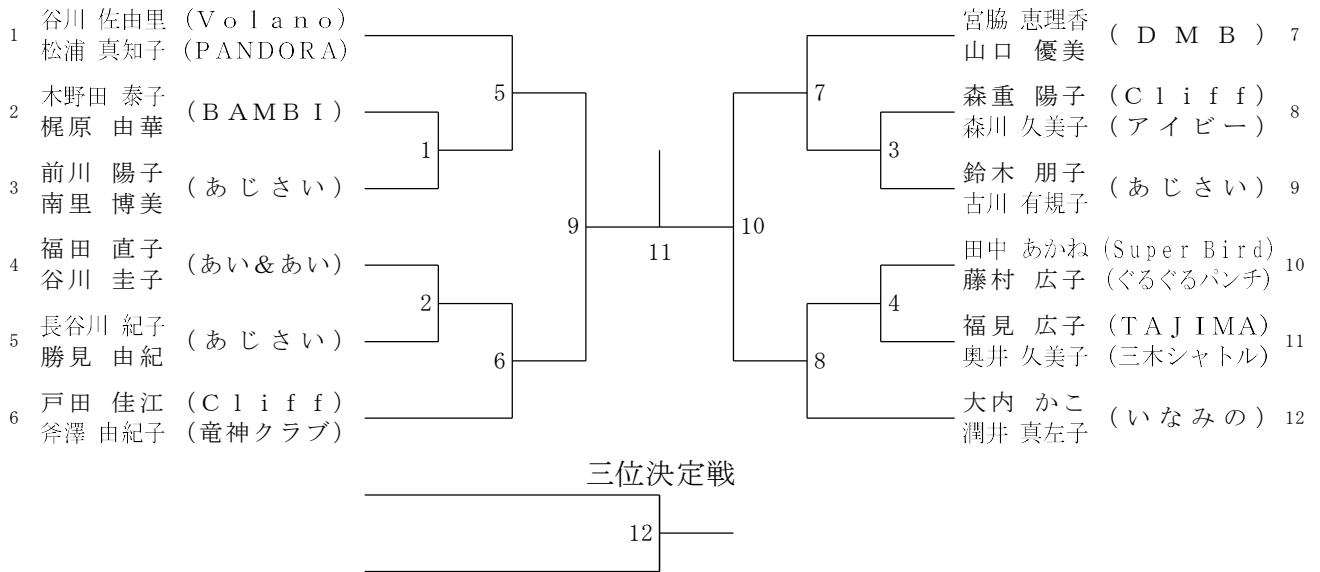 1 谷川 佐由里 (Volano)
松浦 真知子 (PANDORA)
2 木野田 泰子 (BAMBI)
梶原 由華
3 前川 陽子 (あじさい)
南里 博美
4 福田 直子 (あい&あい)
谷川 圭子
5 長谷川 紀子 (あじさい)
勝見 由紀
6 戸田 佳江 (Cliff)
斧澤 由紀子 (竜神クラブ)
5
1
9
2
6
11
宮脇 恵理香 (DMB) 7
山口 優美
森重 陽子 (Cliff) 8
森川 久美子 (アイビー)
鈴木 朋子 (あじさい) 9
古川 有規子
田中 あかね (Super Bird) 10
藤村 広子 (ぐるぐるパンチ)
福見 広子 (TAJIMA) 11
奥井 久美子 (三木シャトル)
大内 かこ (いなみの) 12
潤井 真左子
7
3
10
4
8
三位決定戦
12